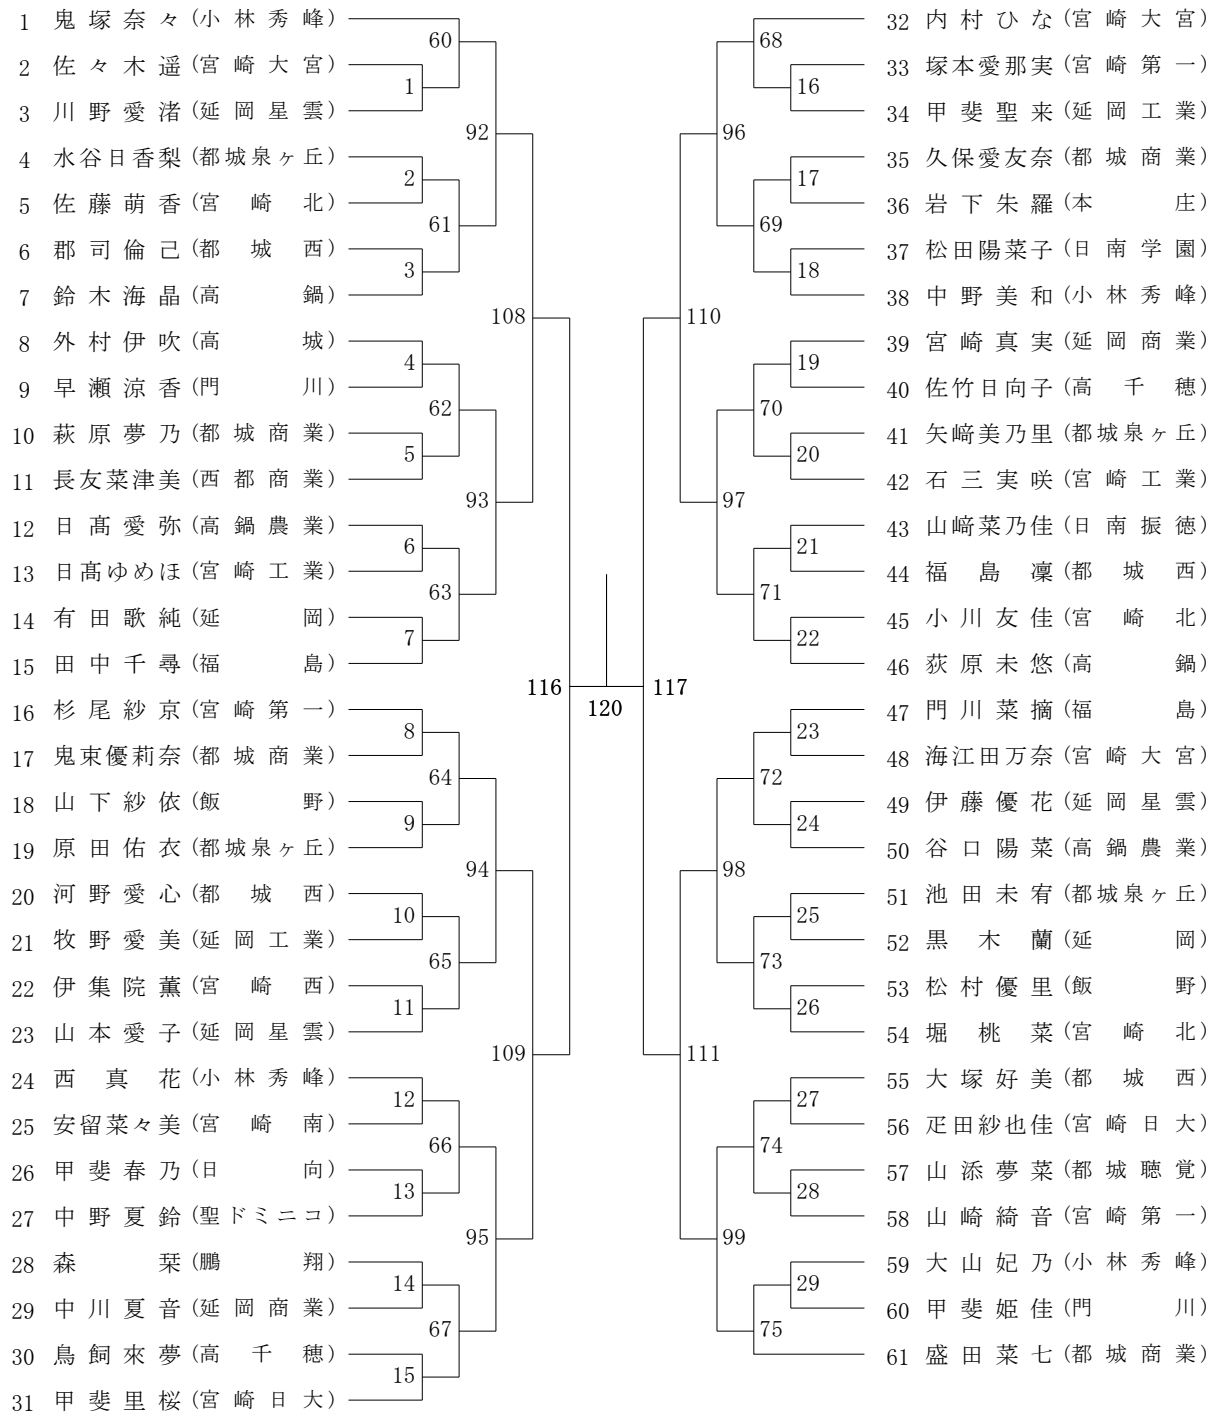 1 鬼塚奈々(小林秀峰)
2 佐々木遥(宮崎大宮)
3 川野愛渚(延岡星雲)
4 水谷日香梨(都城泉ヶ丘)
5 佐藤萌香(宮崎北)
6 郡司倫己(都城西)
7 鈴木海晶(高鍋)
8 外村伊吹(高城)
9 早瀬涼香(門川)
10 萩原夢乃(都城商業)
11 長友菜津美(西都商業)
12 日髙愛弥(高鍋農業)
13 日髙ゆめほ(宮崎工業)
14 有田歌純(延岡)
15 田中千尋(福島)
16 杉尾紗京(宮崎第一)
17 鬼束優莉奈(都城商業)
18 山下紗依(飯野)
19 原田佑衣(都城泉ヶ丘)
20 河野愛心(都城西)
21 牧野愛美(延岡工業)
22 伊集院薫(宮崎西)
23 山本愛子(延岡星雲)
24 西真花(小林秀峰)
25 安留菜々美(宮崎南)
26 甲斐春乃(日向)
27 中野夏鈴(聖ドミニコ)
28 森栞(鵬翔)
29 中川夏音(延岡商業)
30 鳥飼來夢(高千穂)
31 甲斐里桜(宮崎日大)
60
1
92
2
61
3
108
4
62
5
93
6
63
7
116
8
64
9
94
10
65
11
109
12
66
13
95
14
67
15
120
117
68
16
96
17
69
18
110
19
70
20
97
21
71
22
23
72
24
98
25
73
26
111
27
74
28
99
29
75
32 内村ひな(宮崎大宮)
33 塚本愛那実(宮崎第一)
34 甲斐聖来(延岡工業)
35 久保愛友奈(都城商業)
36 岩下朱羅(本庄)
37 松田陽菜子(日南学園)
38 中野美和(小林秀峰)
39 宮崎真実(延岡商業)
40 佐竹日向子(高千穂)
41 矢﨑美乃里(都城泉ヶ丘)
42 石三実咲(宮崎工業)
43 山﨑菜乃佳(日南振徳)
44 福島凜(都城西)
45 小川友佳(宮崎北)
46 荻原未悠(高鍋)
47 門川菜摘(福島)
48 海江田万奈(宮崎大宮)
49 伊藤優花(延岡星雲)
50 谷口陽菜(高鍋農業)
51 池田未宥(都城泉ヶ丘)
52 黒木蘭(延岡)
53 松村優里(飯野)
54 堀桃菜(宮崎北)
55 大塚好美(都城西)
56 疋田紗也佳(宮崎日大)
57 山添夢菜(都城聴覚)
58 山崎綺音(宮崎第一)
59 大山妃乃(小林秀峰)
60 甲斐姫佳(門川)
61 盛田菜七(都城商業)